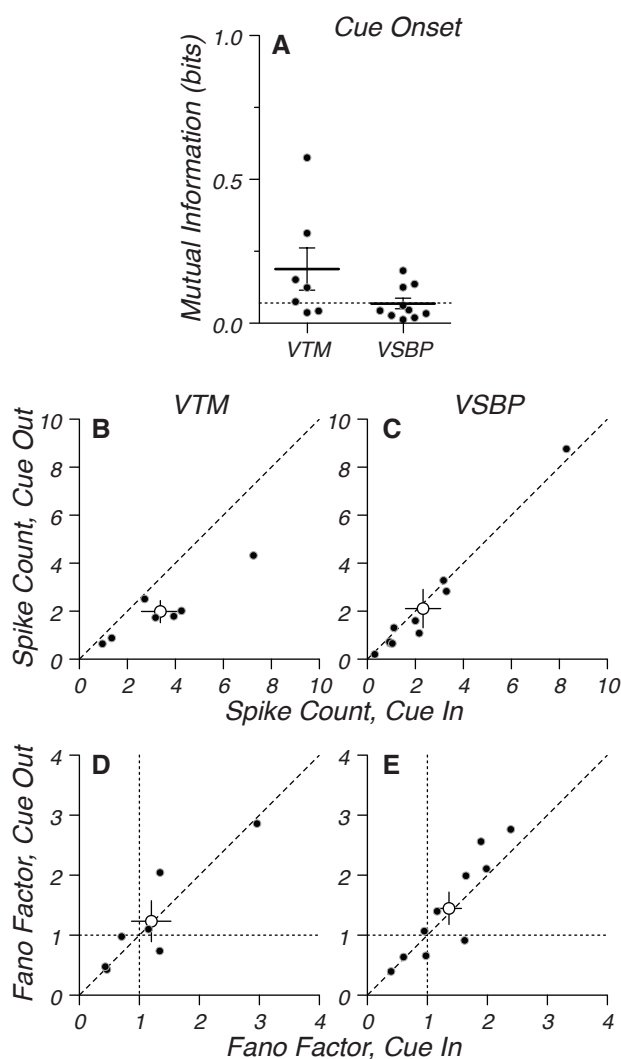 A Cue Onset
Mutual Information (bits)
1.0
0.5
0.0
VTM VSBP
VTM VSBP
B C
Spike Count, Cue Out
10 10
8 8
6 6
4 4
2 2
0 0
0 2 4 6 8 10 0 2 4 6 8 10
Spike Count, Cue In
D E
Fano Factor, Cue Out
4 4
3 3
2 2
1 1
0 0
0 1 2 3 4 0 1 2 3 4
Fano Factor, Cue In